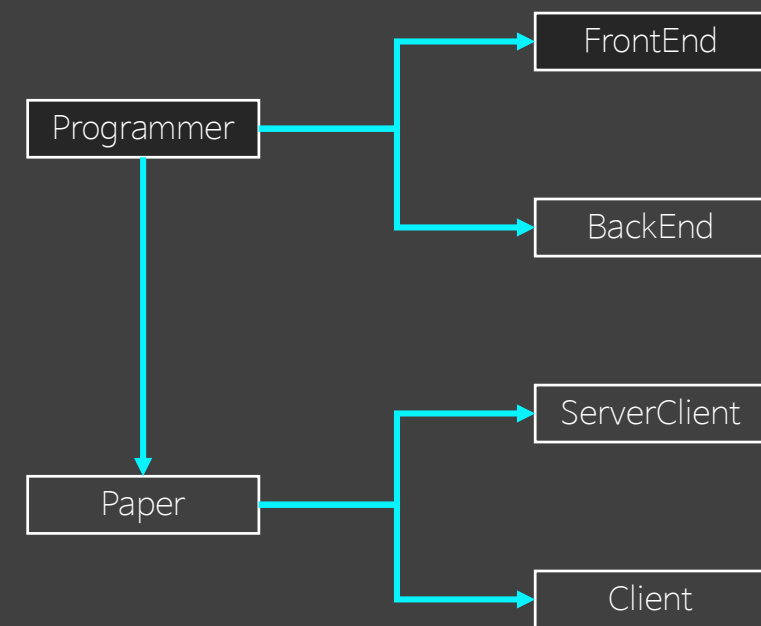 FrontEnd
Programmer
BackEnd
ServerClient
Paper
Client